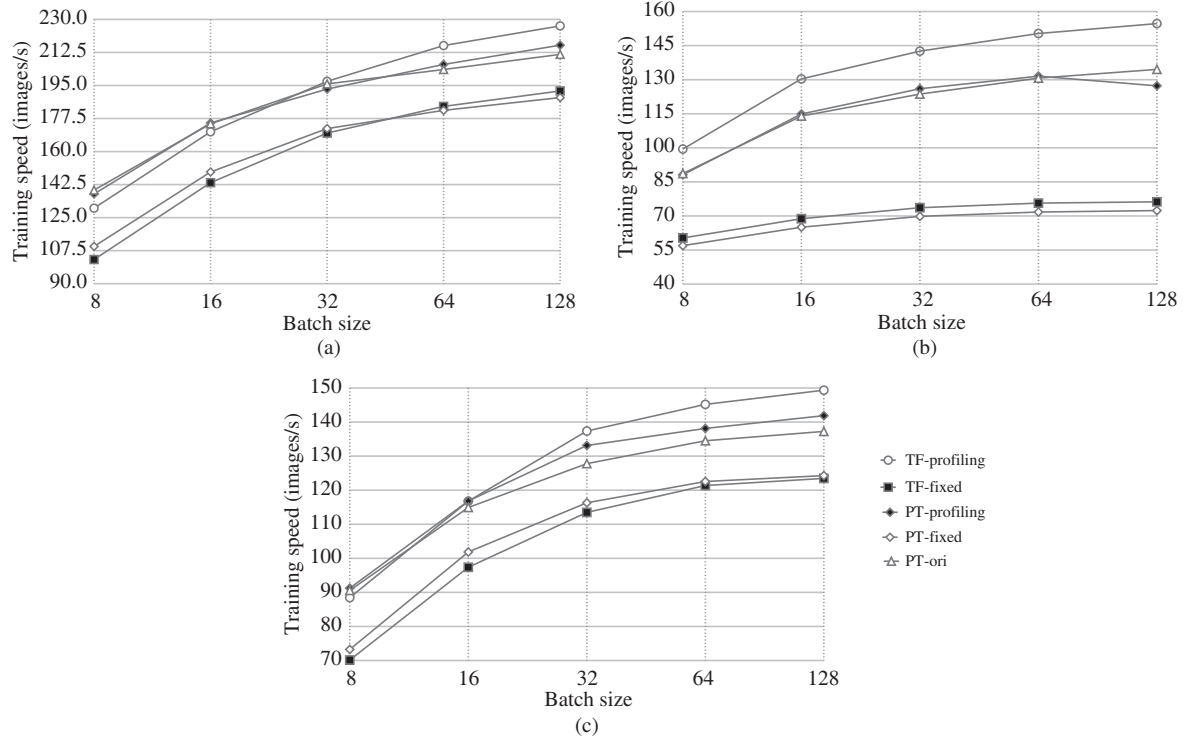 Training speed (images/s)
230.0
212.5
195.0
177.5
160.0
142.5
125.0
107.5
90.0
8 16 32 64 128
Batch size
(a)
Training speed (images/s)
160
145
130
115
100
85
70
55
40
8 16 32 64 128
Batch size
(b)
Training speed (images/s)
150
140
130
120
110
100
90
80
70
8 16 32 64 128
Batch size
(c)
TF-profiling
TF-fixed
PT-profiling
PT-fixed
PT-ori